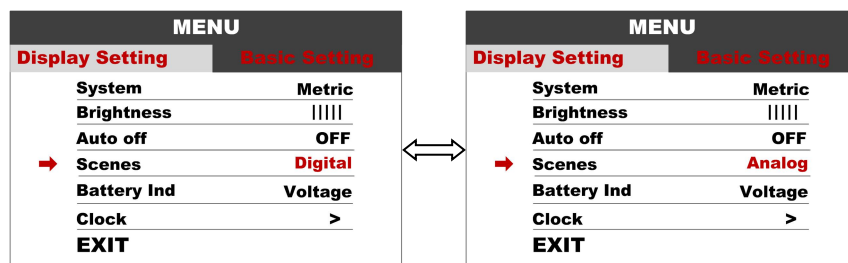 MENU
Display Setting Basic Setting
System Metric
Brightness |||||
Auto off OFF
Scenes Digital
Battery Ind Voltage
Clock >
EXIT
MENU
Display Setting Basic Setting
System Metric
Brightness |||||
Auto off OFF
Scenes Analog
Battery Ind Voltage
Clock >
EXIT